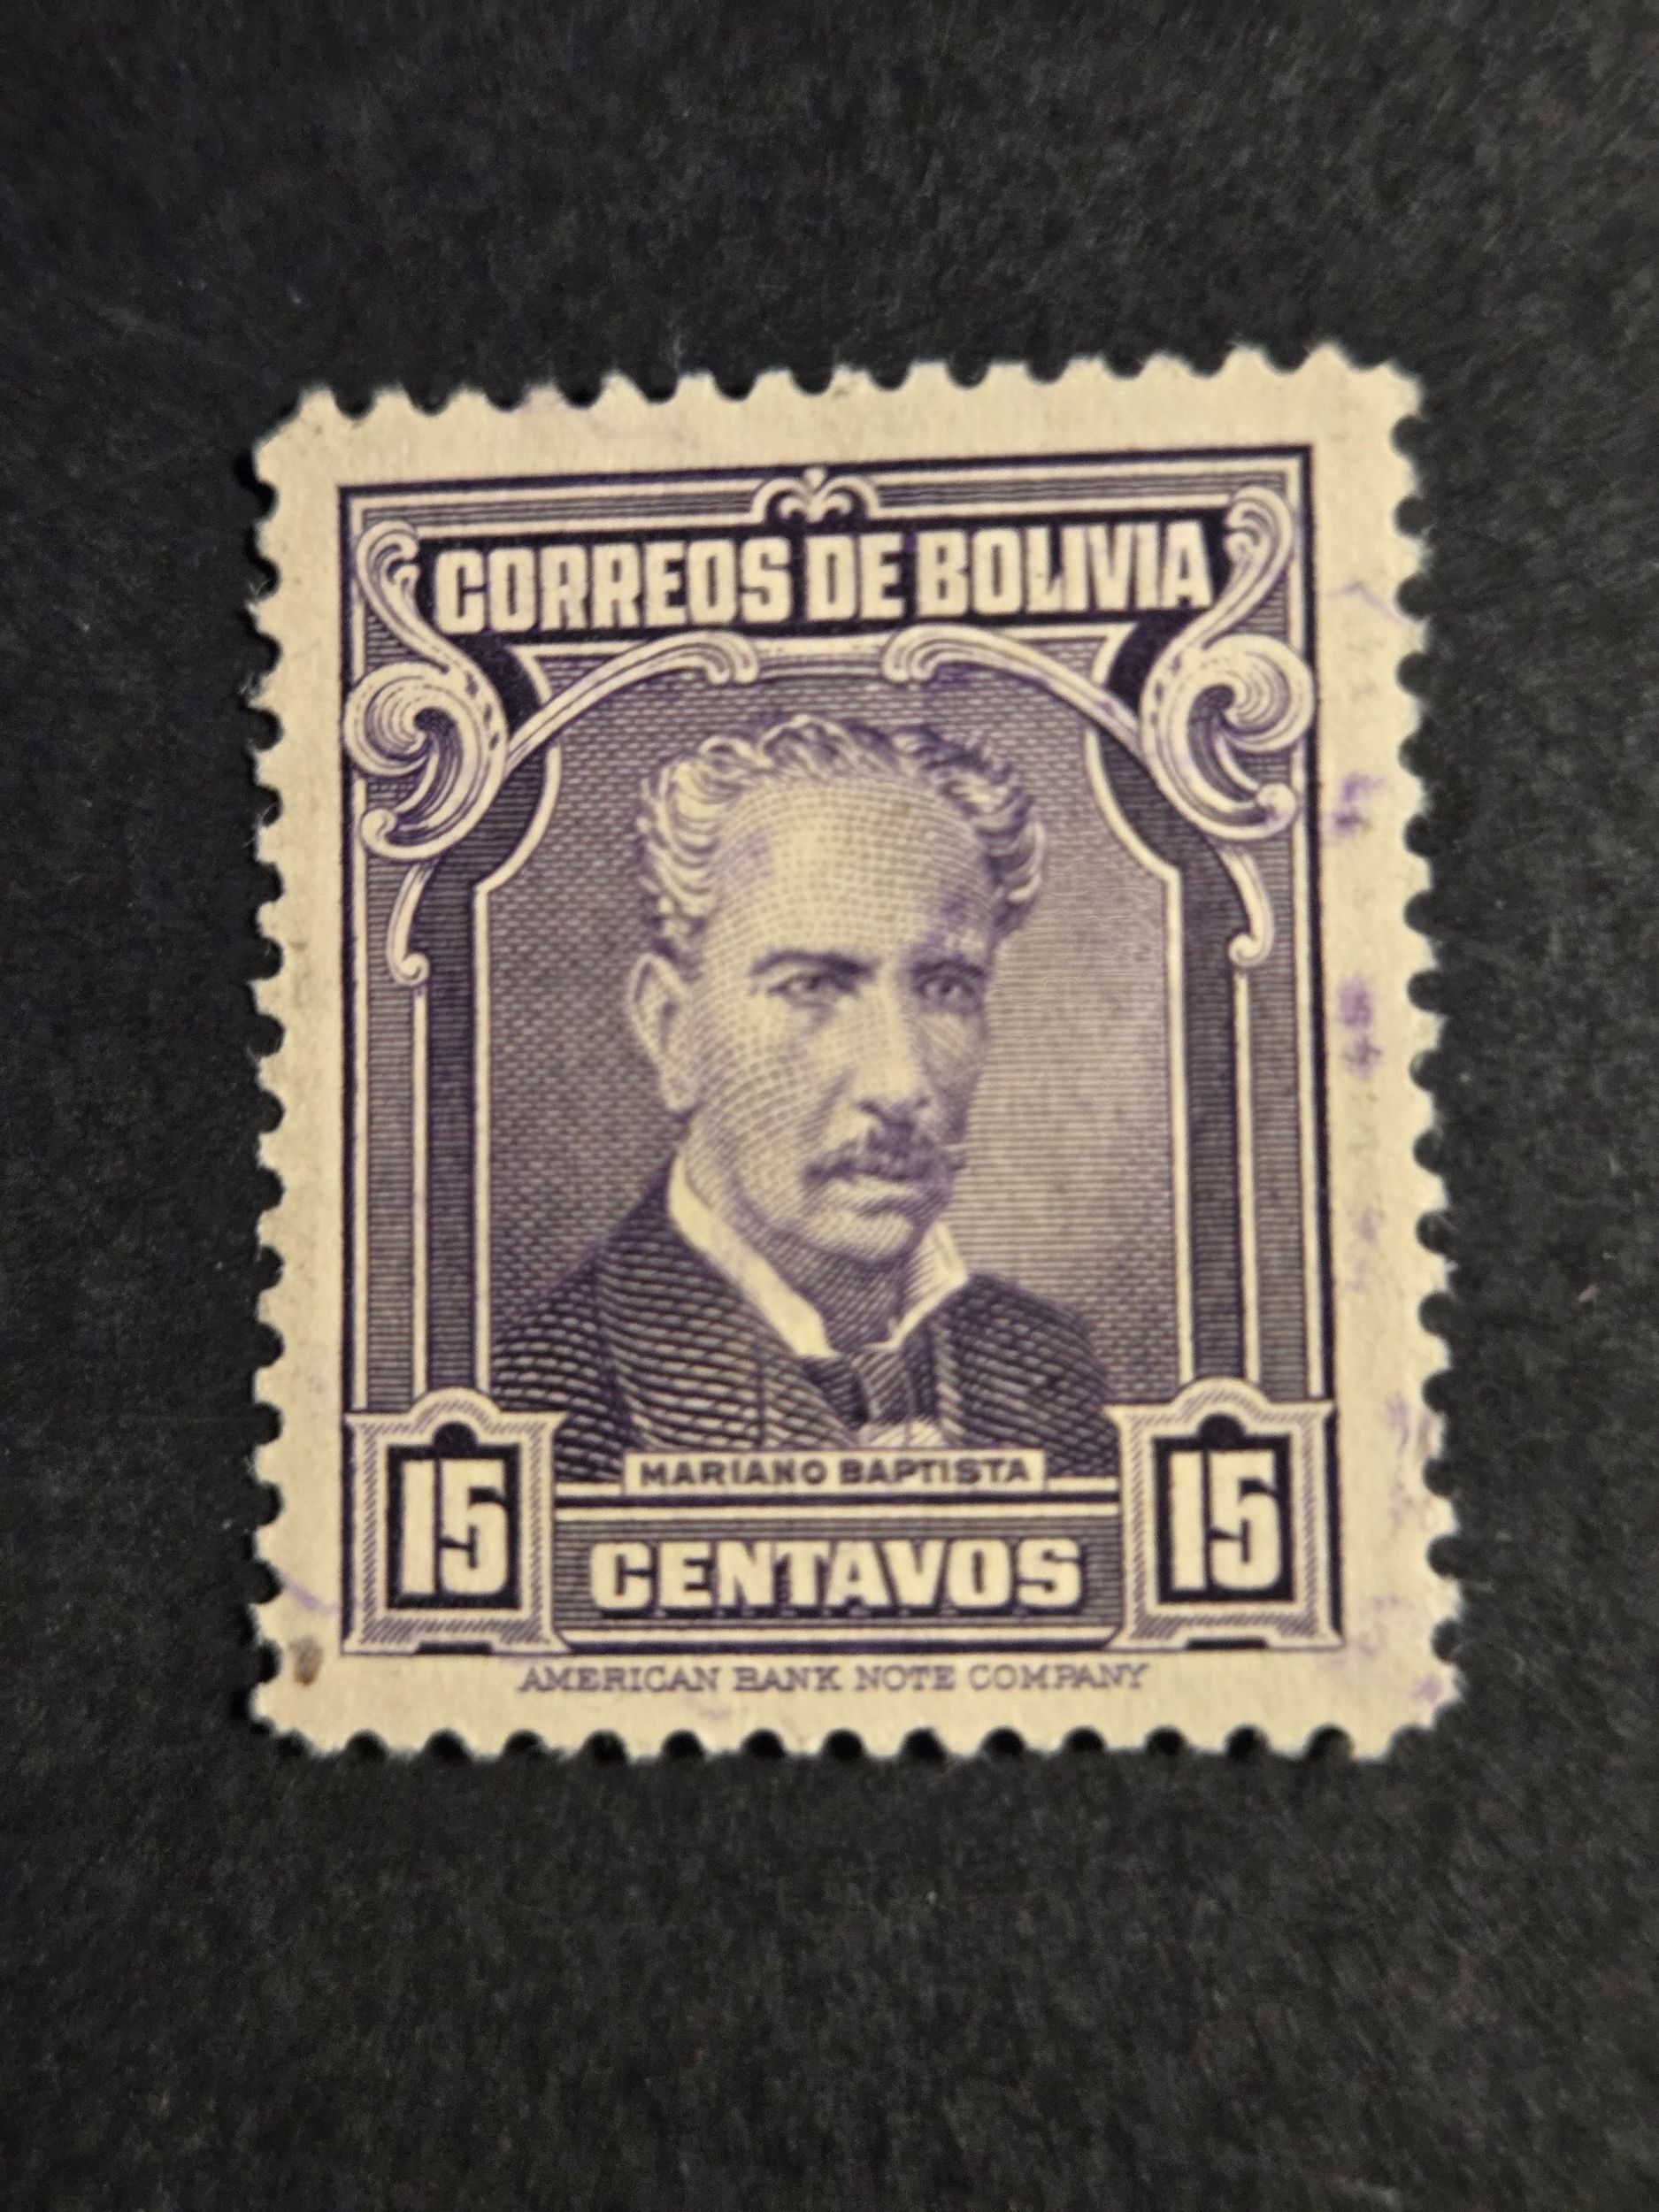 CORREOS DE BOLIVIA
MARIANO BAPTISTA
15 CENTAVOS 15
AMERICAN BANK NOTE COMPANY